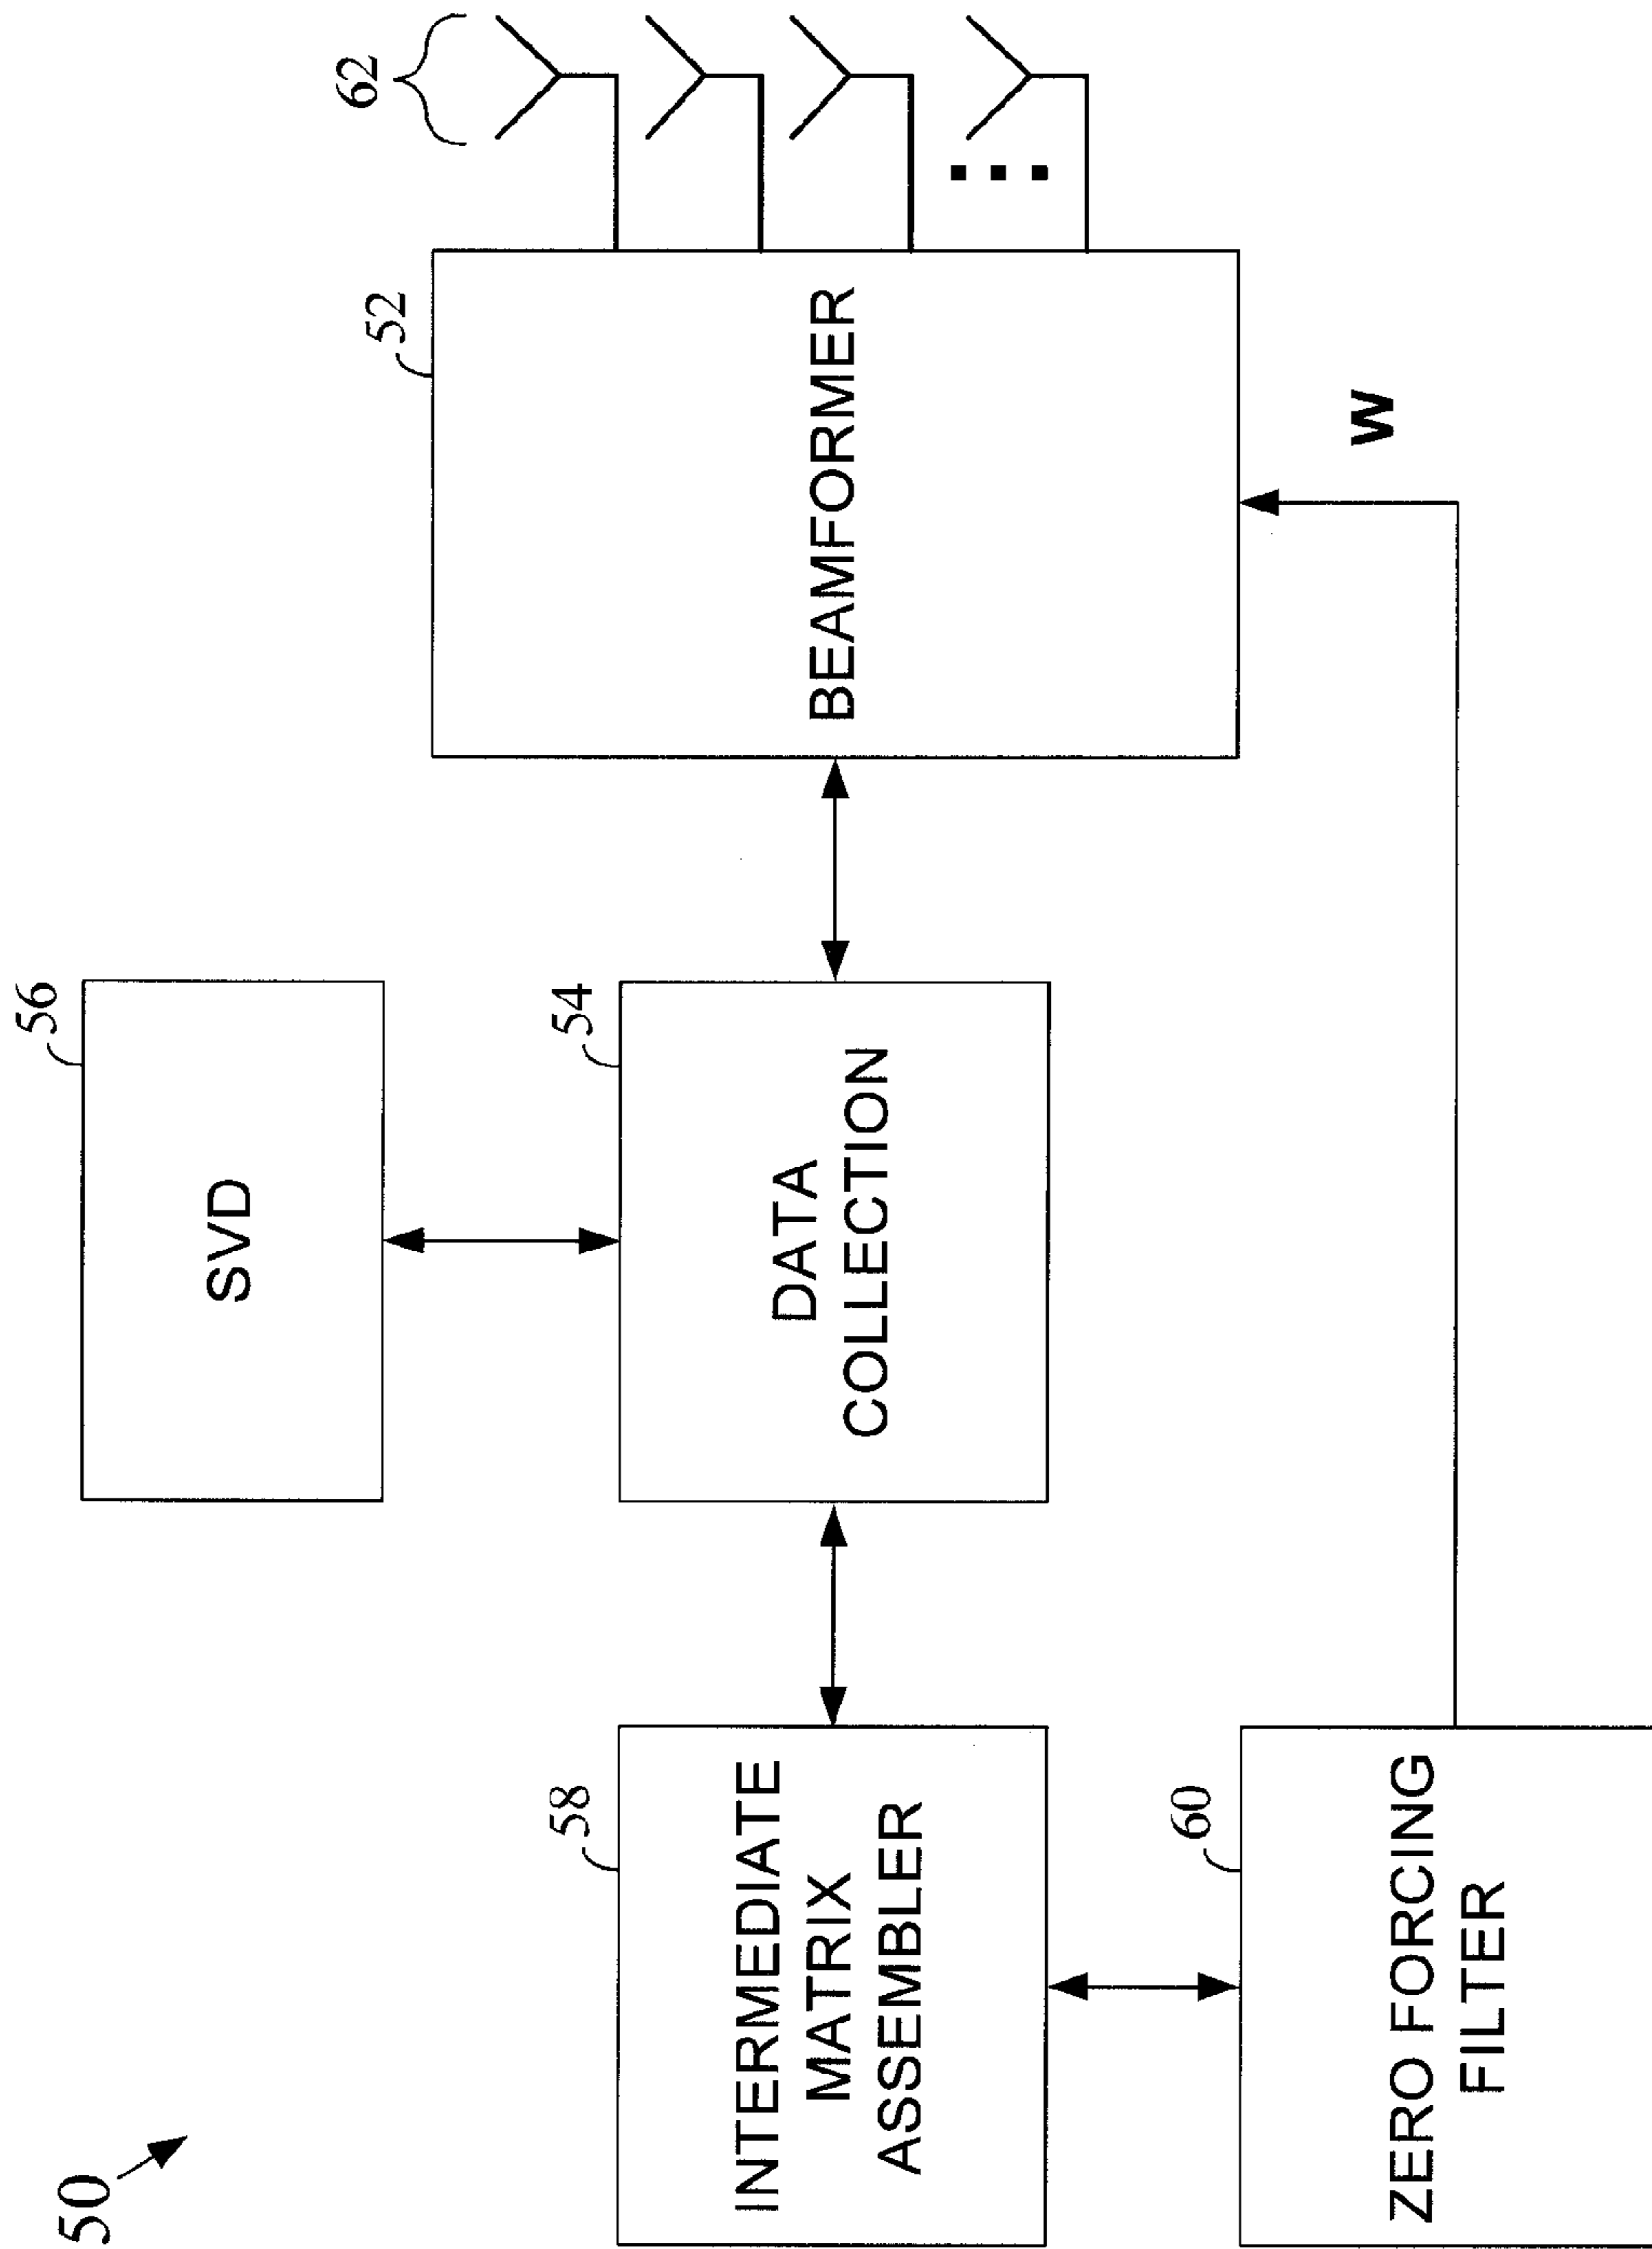 50
56
SVD
62
58
INTERMEDIATE
MATRIX
ASSEMBLER
54
DATA
COLLECTION
52
BEAMFORMER
60
ZERO FORCING
FILTER
W